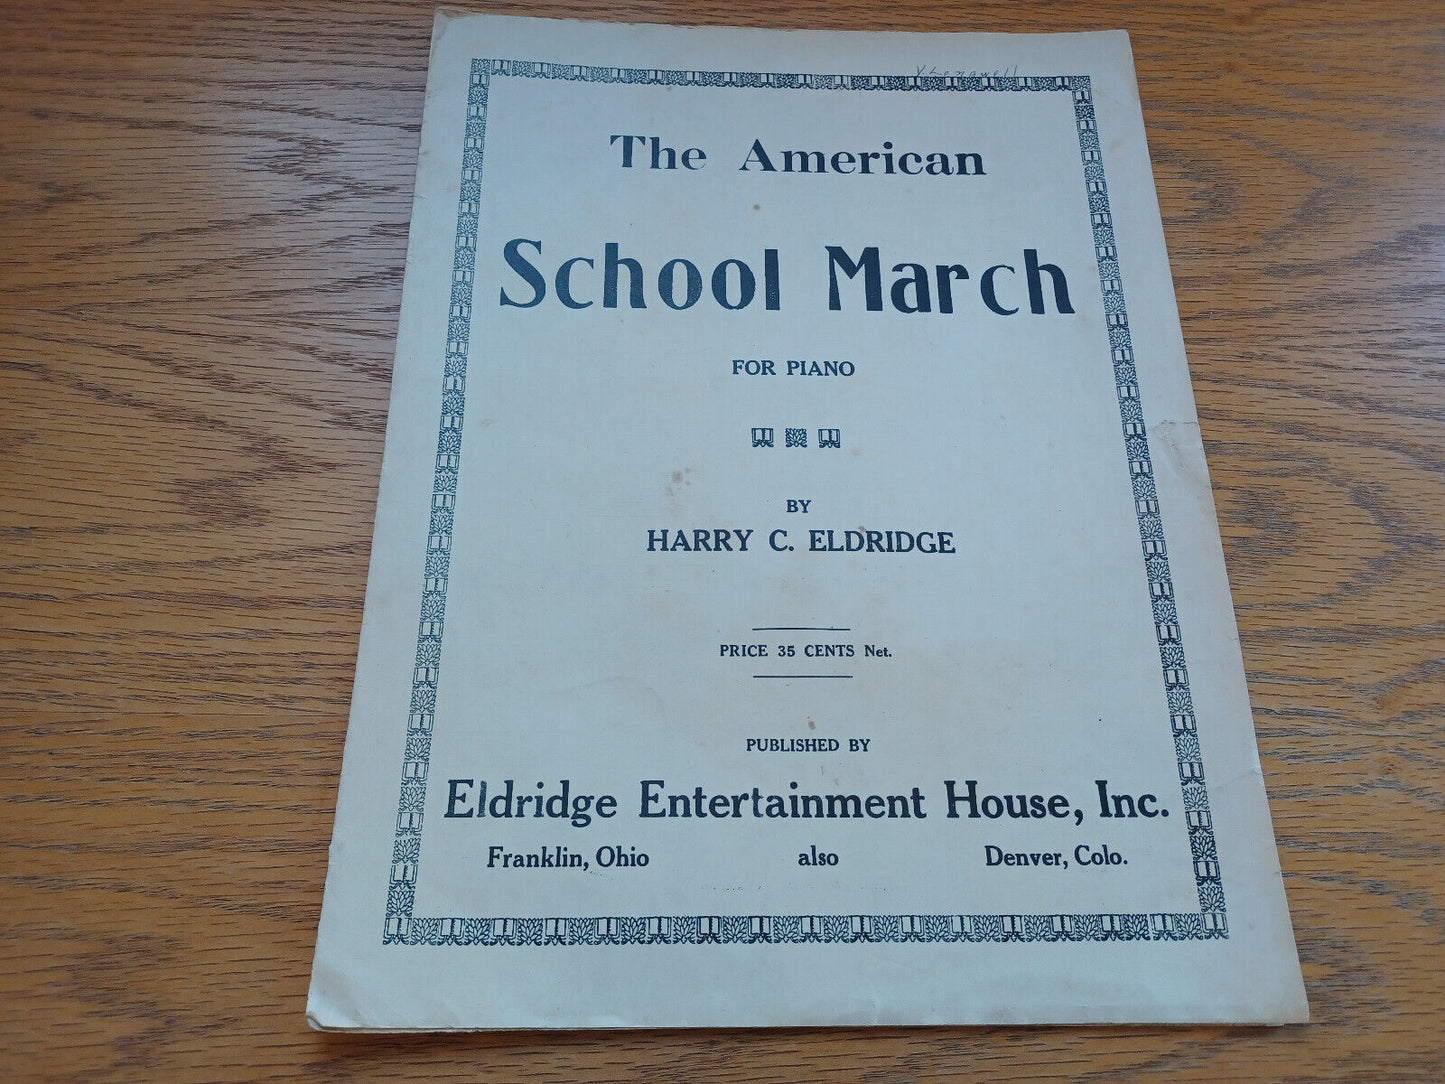 The American
School March
FOR PIANO
BY
HARRY C. ELDRIDGE
PRICE 35 CENTS Net.
PUBLISHED BY
Eldridge Entertainment House, Inc.
Franklin, Ohio also Denver, Colo.